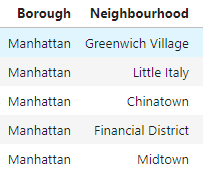 Borough Neighbourhood
Manhattan Greenwich Village
Manhattan Little Italy
Manhattan Chinatown
Manhattan Financial District
Manhattan Midtown